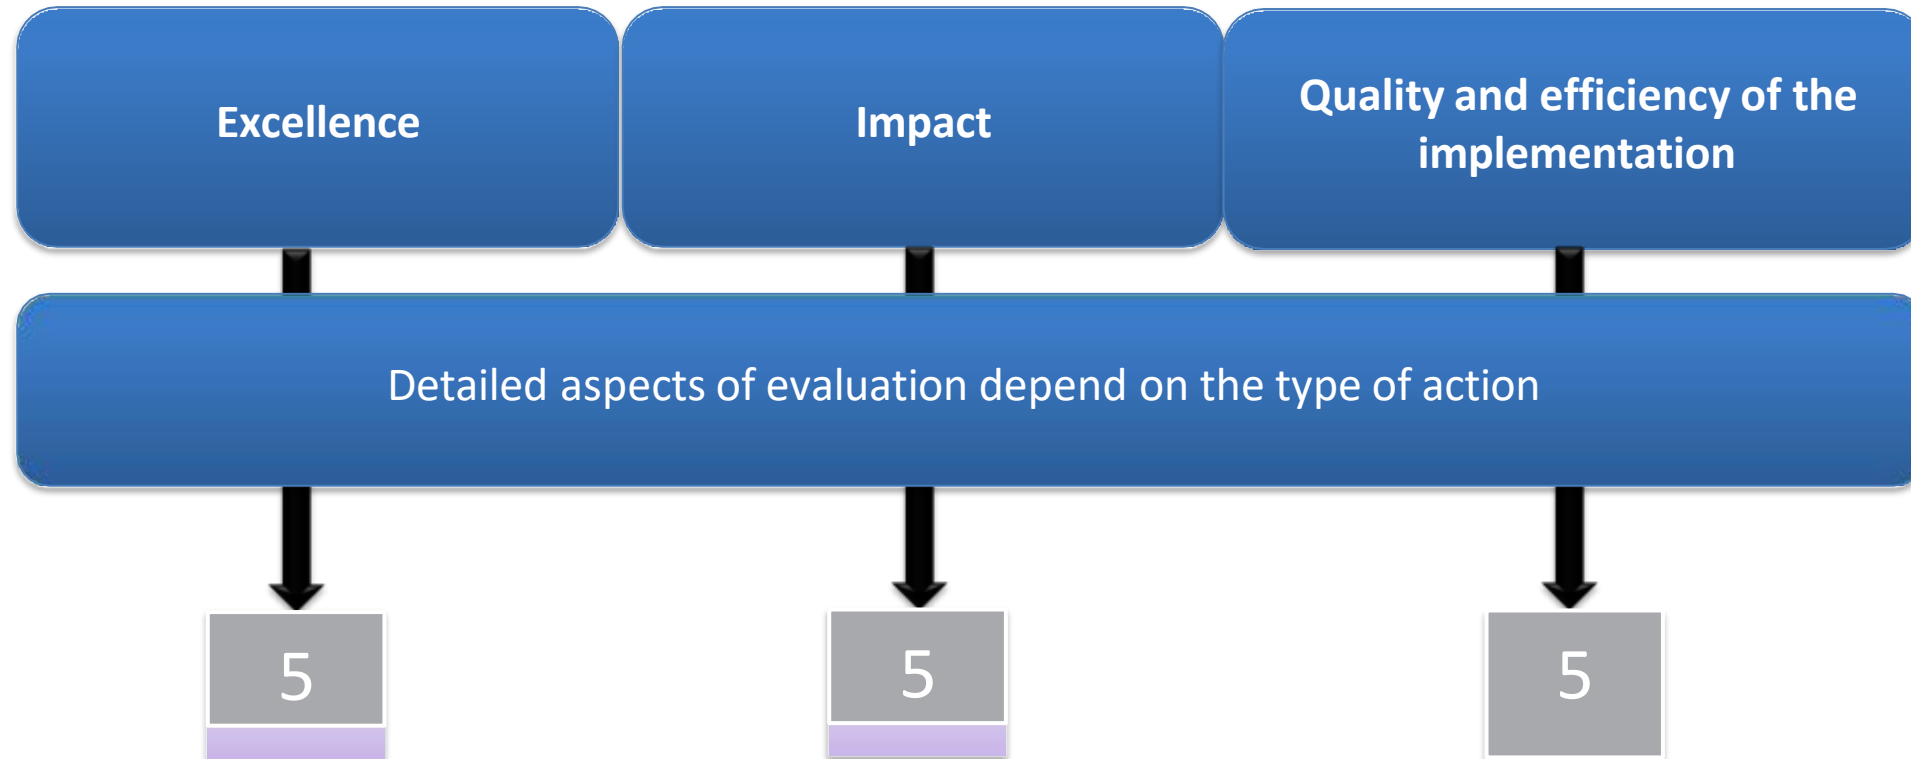 Excellence
Impact
Quality and efficiency of the
implementation
Detailed aspects of evaluation depend on the type of action
5
5
5